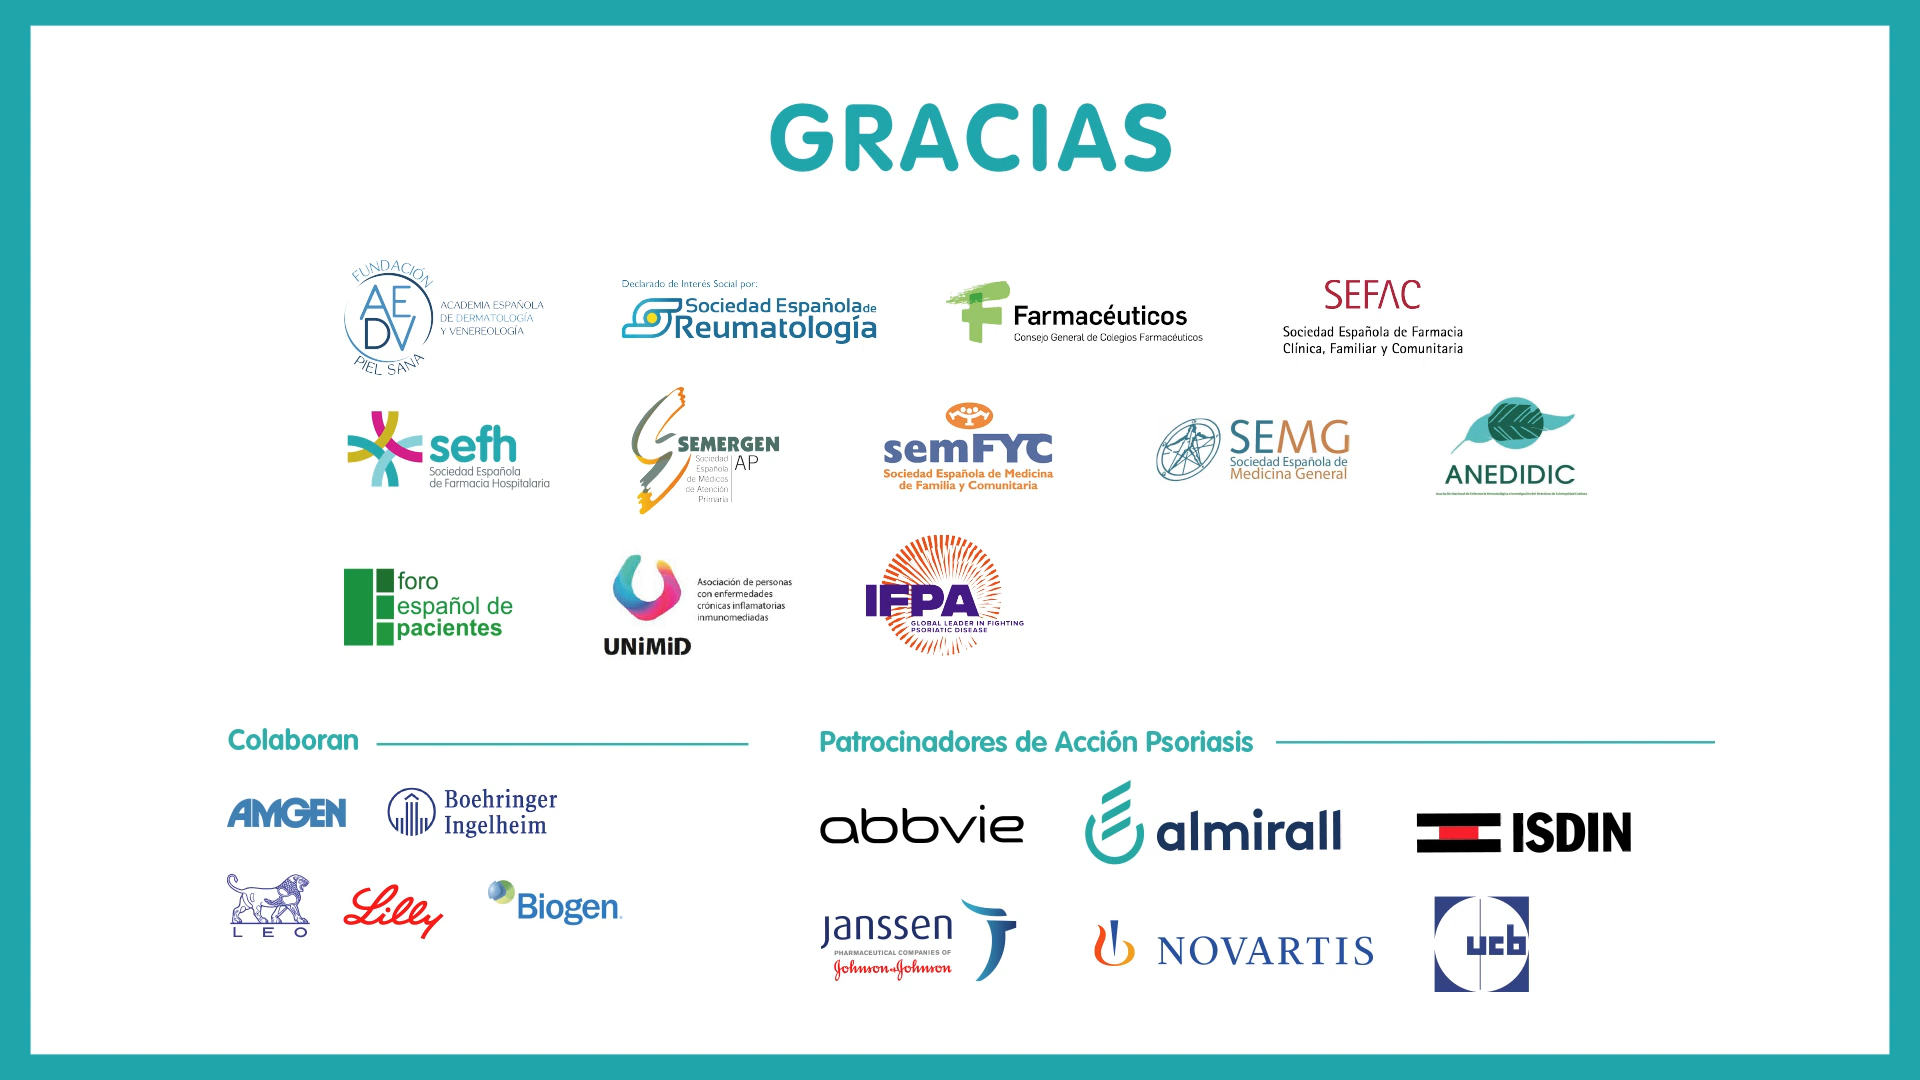 GRACIAS
FUNDACIÓN
AEDV
PIEL SANA
ACADEMIA ESPAÑOLA
DE DERMATOLOGÍA
Y VENEREOLOGÍA
Declarado de Interés Social por:
Sociedad Española de
Reumatología
Farmacéuticos
Consejo General de Colegios Farmacéuticos
SEFAC
Sociedad Española de Farmacia
Clínica, Familiar y Comunitaria
sefh
Sociedad Española
de Farmacia Hospitalaria
SEMERGEN
AP
Sociedad
Española
de Médicos
de Atención
Primaria
semFYC
Sociedad Española de Medicina
de Familia y Comunitaria
SEMG
Sociedad Española de
Medicina General
ANEDIDIC
foro
español de
pacientes
UNiMiD
Asociación de personas
con enfermedades
crónicas inflamatorias
inmunomediadas
IFPA
GLOBAL LEADER IN FIGHTING
PSORIATIC DISEASE
Colaboran
AMGEN
Boehringer
Ingelheim
LEO
Lilly
Biogen
Patrocinadores de Acción Psoriasis
abbvie
almirall
ISDIN
janssen
PHARMACEUTICAL COMPANIES OF
Johnson & Johnson
NOVARTIS
ucb